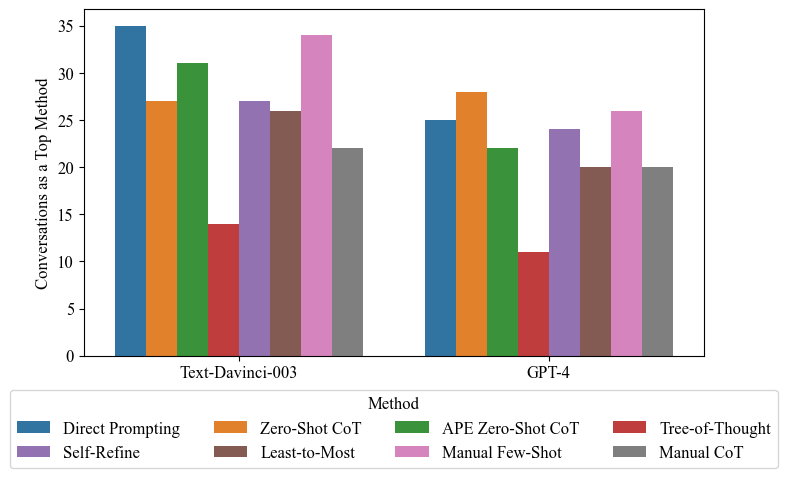 Conversations as a Top Method
35
30
25
20
15
10
5
0
Text-Davinci-003 GPT-4
Method
Direct Prompting Zero-Shot CoT APE Zero-Shot CoT Tree-of-Thought
Self-Refine Least-to-Most Manual Few-Shot Manual CoT